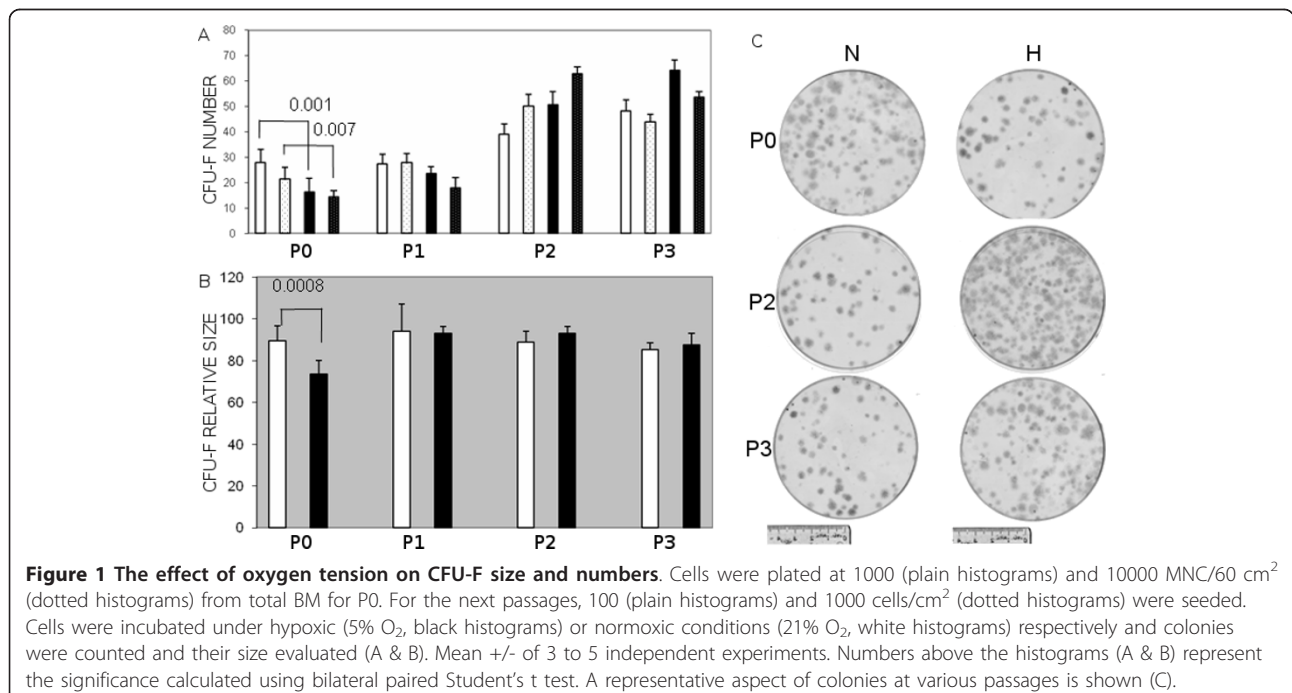 A
CFU-F NUMBER
80
70
60
50
40
30
20
10
0
0.001
0.007
P0 P1 P2 P3
B
CFU-F RELATIVE SIZE
120
100
80
60
40
20
0
0.0008
P0 P1 P2 P3
C
N H
P0
P2
P3
Figure 1 The effect of oxygen tension on CFU-F size and numbers. Cells were plated at 1000 (plain histograms) and 10000 MNC/60 cm²
(dotted histograms) from total BM for P0. For the next passages, 100 (plain histograms) and 1000 cells/cm² (dotted histograms) were seeded.
Cells were incubated under hypoxic (5% O₂, black histograms) or normoxic conditions (21% O₂, white histograms) respectively and colonies
were counted and their size evaluated (A & B). Mean +/- of 3 to 5 independent experiments. Numbers above the histograms (A & B) represent
the significance calculated using bilateral paired Student's t test. A representative aspect of colonies at various passages is shown (C).